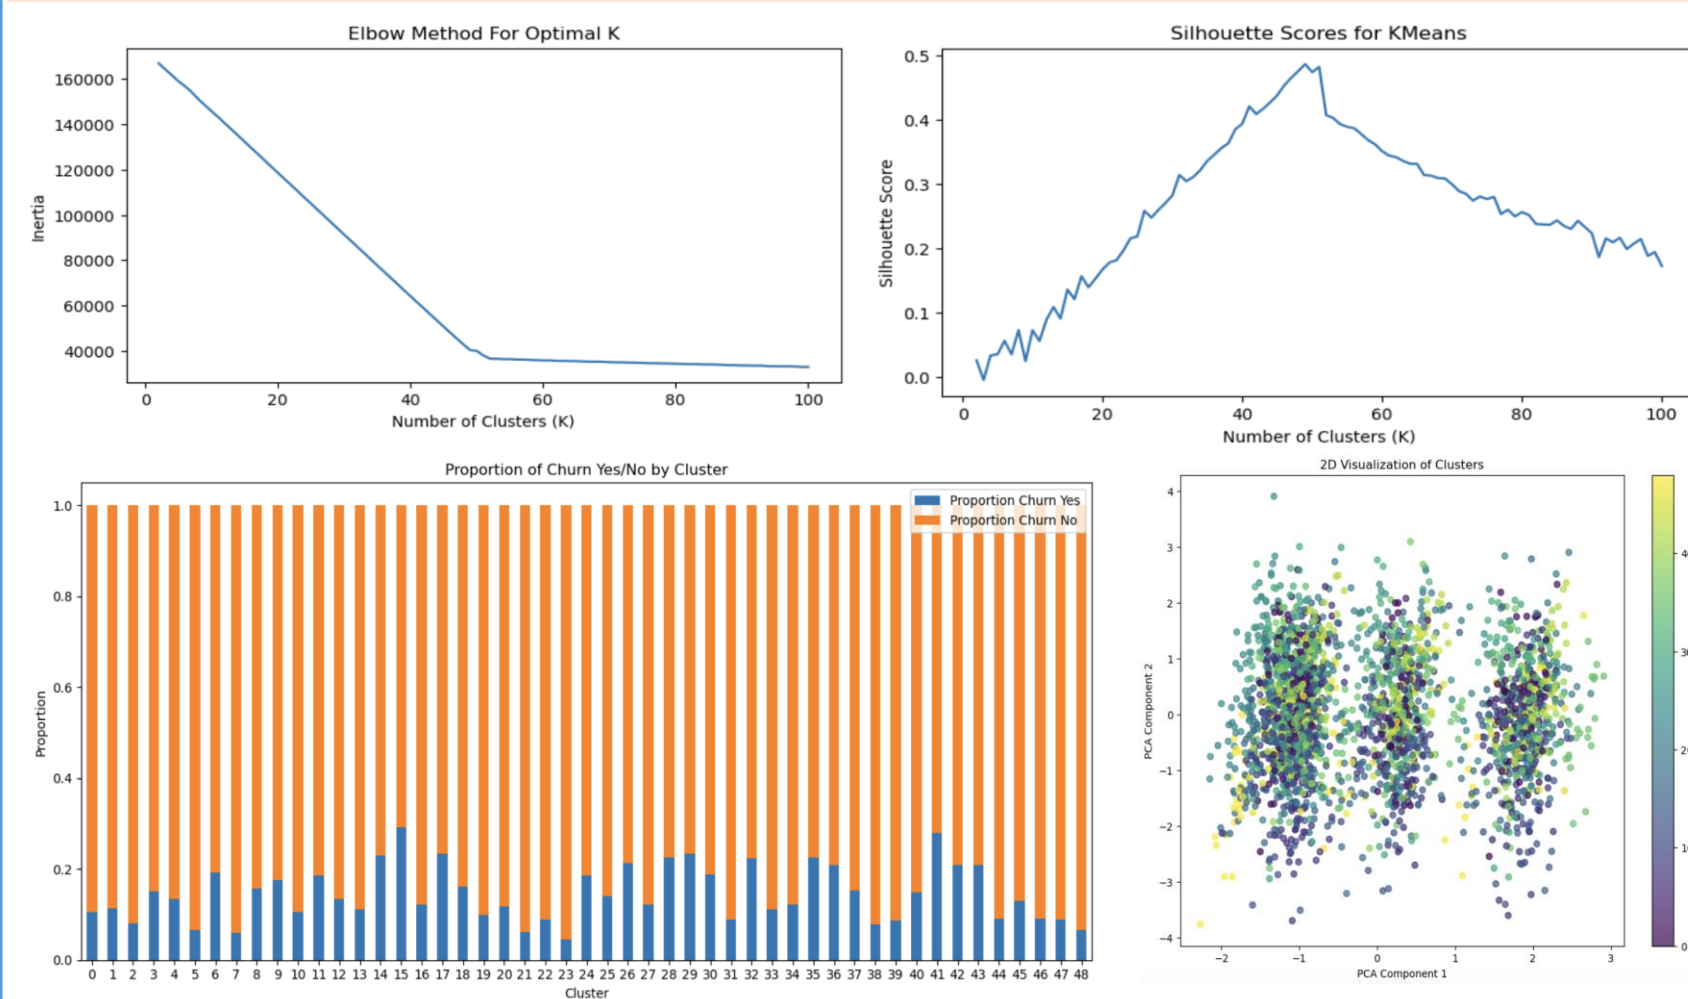 Elbow Method For Optimal K
160000
140000
120000
100000
80000
60000
40000
Inertia
0 20 40 60 80 100
Number of Clusters (K)
Silhouette Scores for KMeans
0.5
0.4
0.3
0.2
0.1
0.0
Silhouette Score
0 20 40 60 80 100
Number of Clusters (K)
Proportion of Churn Yes/No by Cluster
Proportion Churn Yes
Proportion Churn No
1.0
0.8
0.6
0.4
0.2
0.0
Proportion
0 1 2 3 4 5 6 7 8 9 10 11 12 13 14 15 16 17 18 19 20 21 22 23 24 25 26 27 28 29 30 31 32 33 34 35 36 37 38 39 40 41 42 43 44 45 46 47 48
Cluster
2D Visualization of Clusters
4
3
2
1
0
−1
−2
−3
−4
PCA Component 2
−2 −1 0 1 2 3
PCA Component 1
0